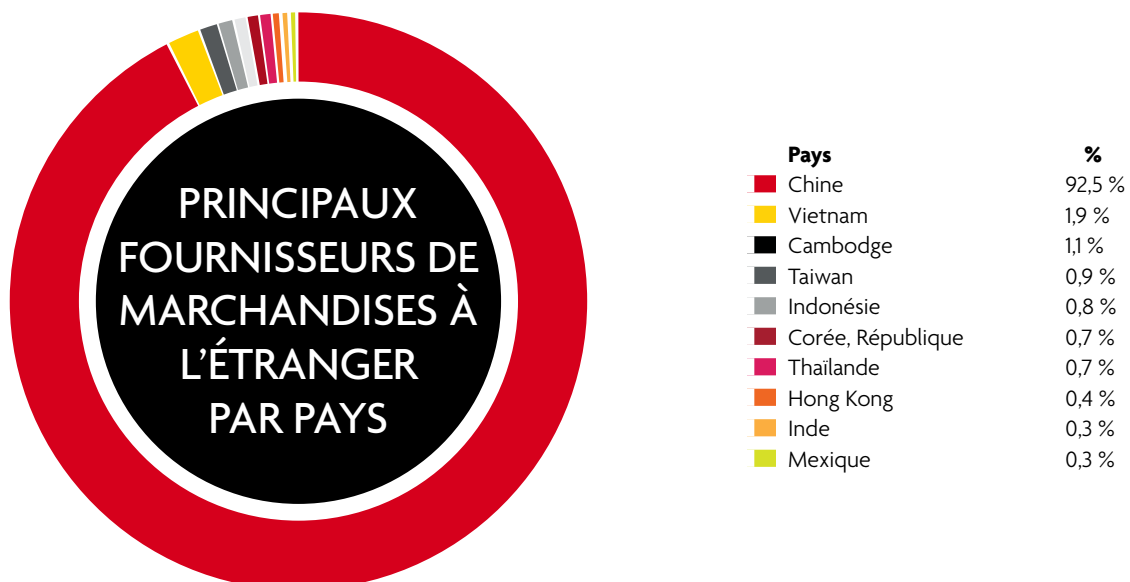 PRINCIPAUX
FOURNISSEURS DE
MARCHANDISES À
L’ÉTRANGER
PAR PAYS
Pays %
Chine 92,5 %
Vietnam 1,9 %
Cambodge 1,1 %
Taiwan 0,9 %
Indonésie 0,8 %
Corée, République 0,7 %
Thaïlande 0,7 %
Hong Kong 0,4 %
Inde 0,3 %
Mexique 0,3 %